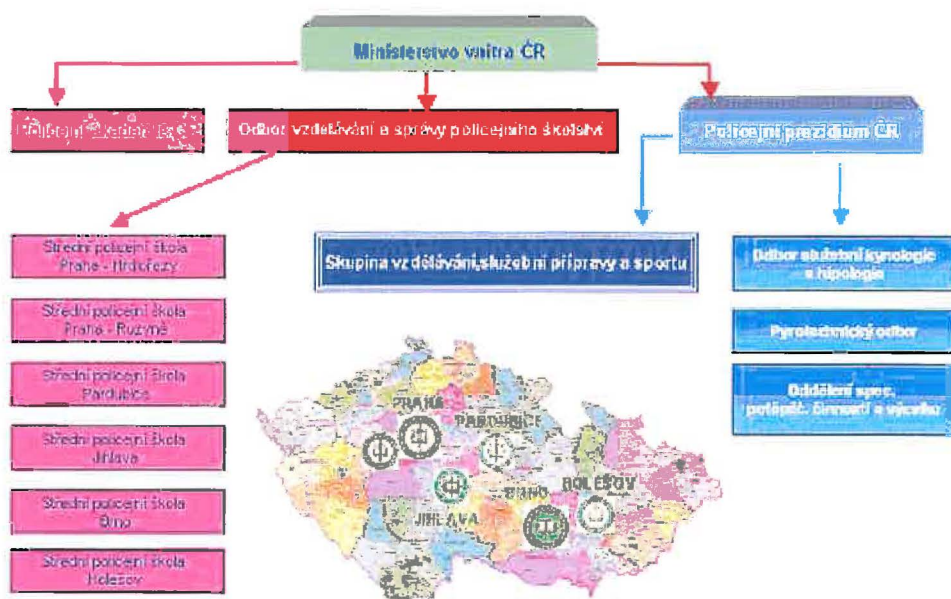 Ministerstvo vnitra ČR
Policejní akademie ČR
Odbor vzdělávání a správy policejního školství
Policejní prezidium ČR
Střední policejní škola
Praha - Hrdlořezy
Skupina vzdělávání,služební přípravy a sportu
Odbor služební kynologie
a hipologie
Střední policejní škola
Praha - Ruzyně
Pyrotechnický odbor
Střední policejní škola
Pardubice
Oddělení spec.
potápěč. činností a výcviku
Střední policejní škola
Jihlava
Střední policejní škola
Brno
Střední policejní škola
Holešov
PRAHA
PARDUBICE
BRNO
HOLEŠOV
JIHLAVA